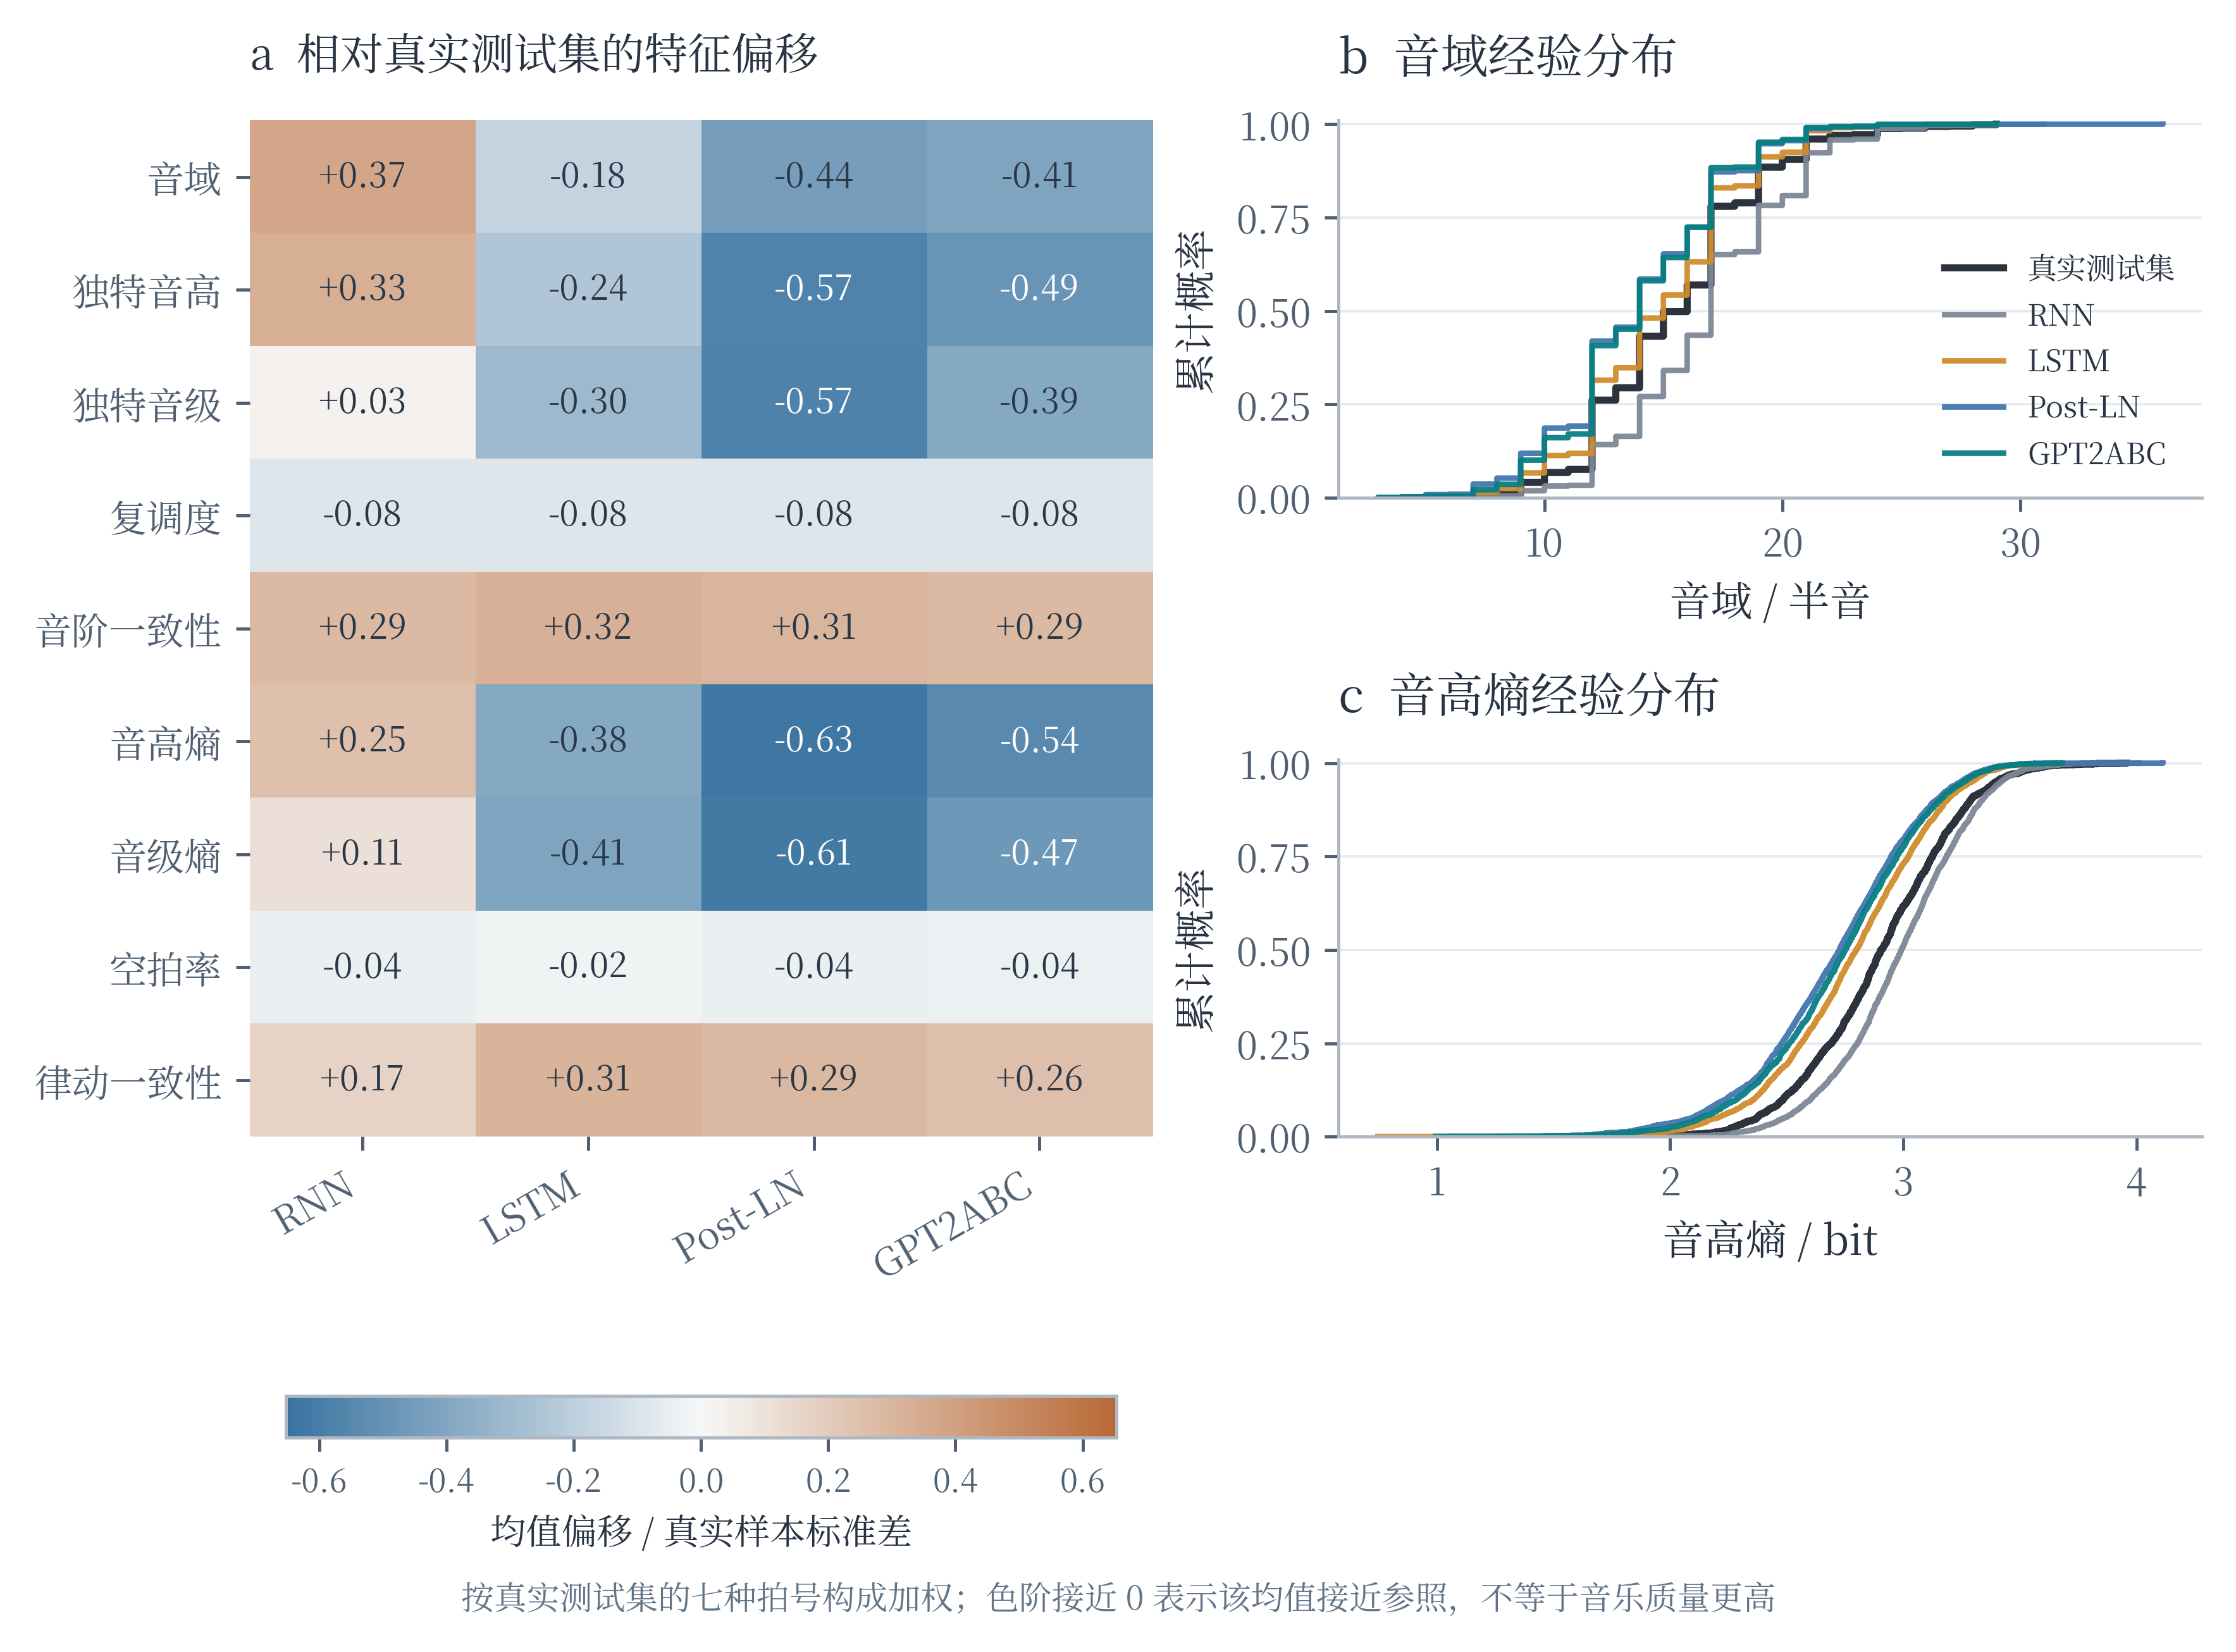 a 相对真实测试集的特征偏移
音域 +0.37 -0.18 -0.44 -0.41
独特音高 +0.33 -0.24 -0.57 -0.49
独特音级 +0.03 -0.30 -0.57 -0.39
复调度 -0.08 -0.08 -0.08 -0.08
音阶一致性 +0.29 +0.32 +0.31 +0.29
音高熵 +0.25 -0.38 -0.63 -0.54
音级熵 +0.11 -0.41 -0.61 -0.47
空拍率 -0.04 -0.02 -0.04 -0.04
律动一致性 +0.17 +0.31 +0.29 +0.26
RNN LSTM Post-LN GPT2ABC
-0.6 -0.4 -0.2 0.0 0.2 0.4 0.6
均值偏移 / 真实样本标准差
b 音域经验分布
累计概率
1.00
0.75
0.50
0.25
0.00
真实测试集
RNN
LSTM
Post-LN
GPT2ABC
10 20 30
音域 / 半音
c 音高熵经验分布
累计概率
1.00
0.75
0.50
0.25
0.00
1 2 3 4
音高熵 / bit
按真实测试集的七种拍号构成加权；色阶接近 0 表示该均值接近参照，不等于音乐质量更高